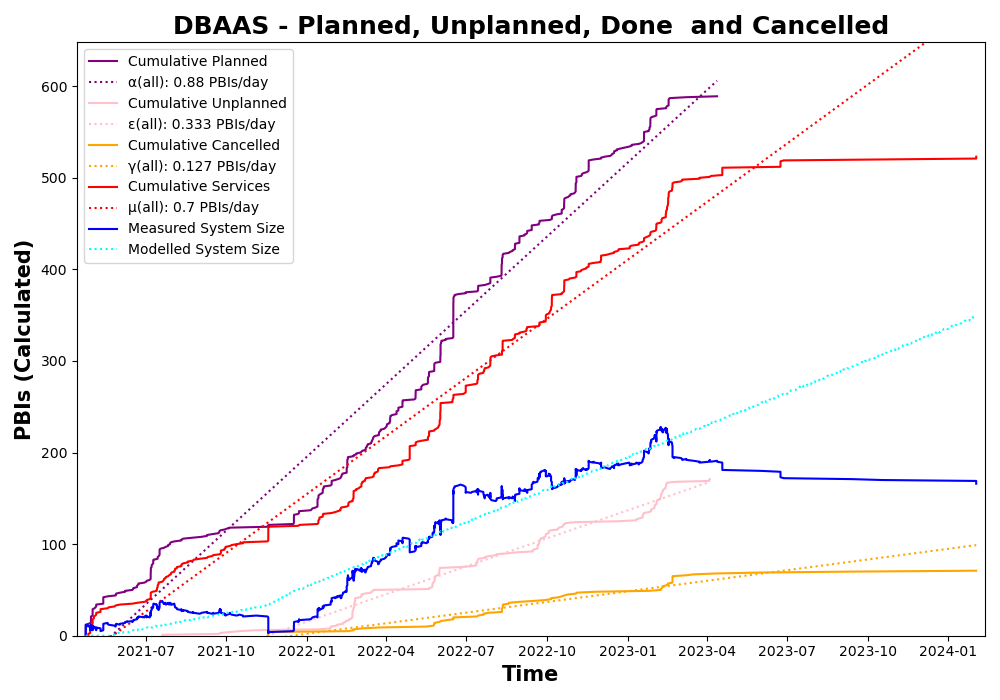 DBAAS - Planned, Unplanned, Done  and Cancelled
Cumulative Planned
α(all): 0.88 PBIs/day
Cumulative Unplanned
ε(all): 0.333 PBIs/day
Cumulative Cancelled
γ(all): 0.127 PBIs/day
Cumulative Services
μ(all): 0.7 PBIs/day
Measured System Size
Modelled System Size
PBIs (Calculated)
600
500
400
300
200
100
0
2021-07 2021-10 2022-01 2022-04 2022-07 2022-10 2023-01 2023-04 2023-07 2023-10 2024-01
Time